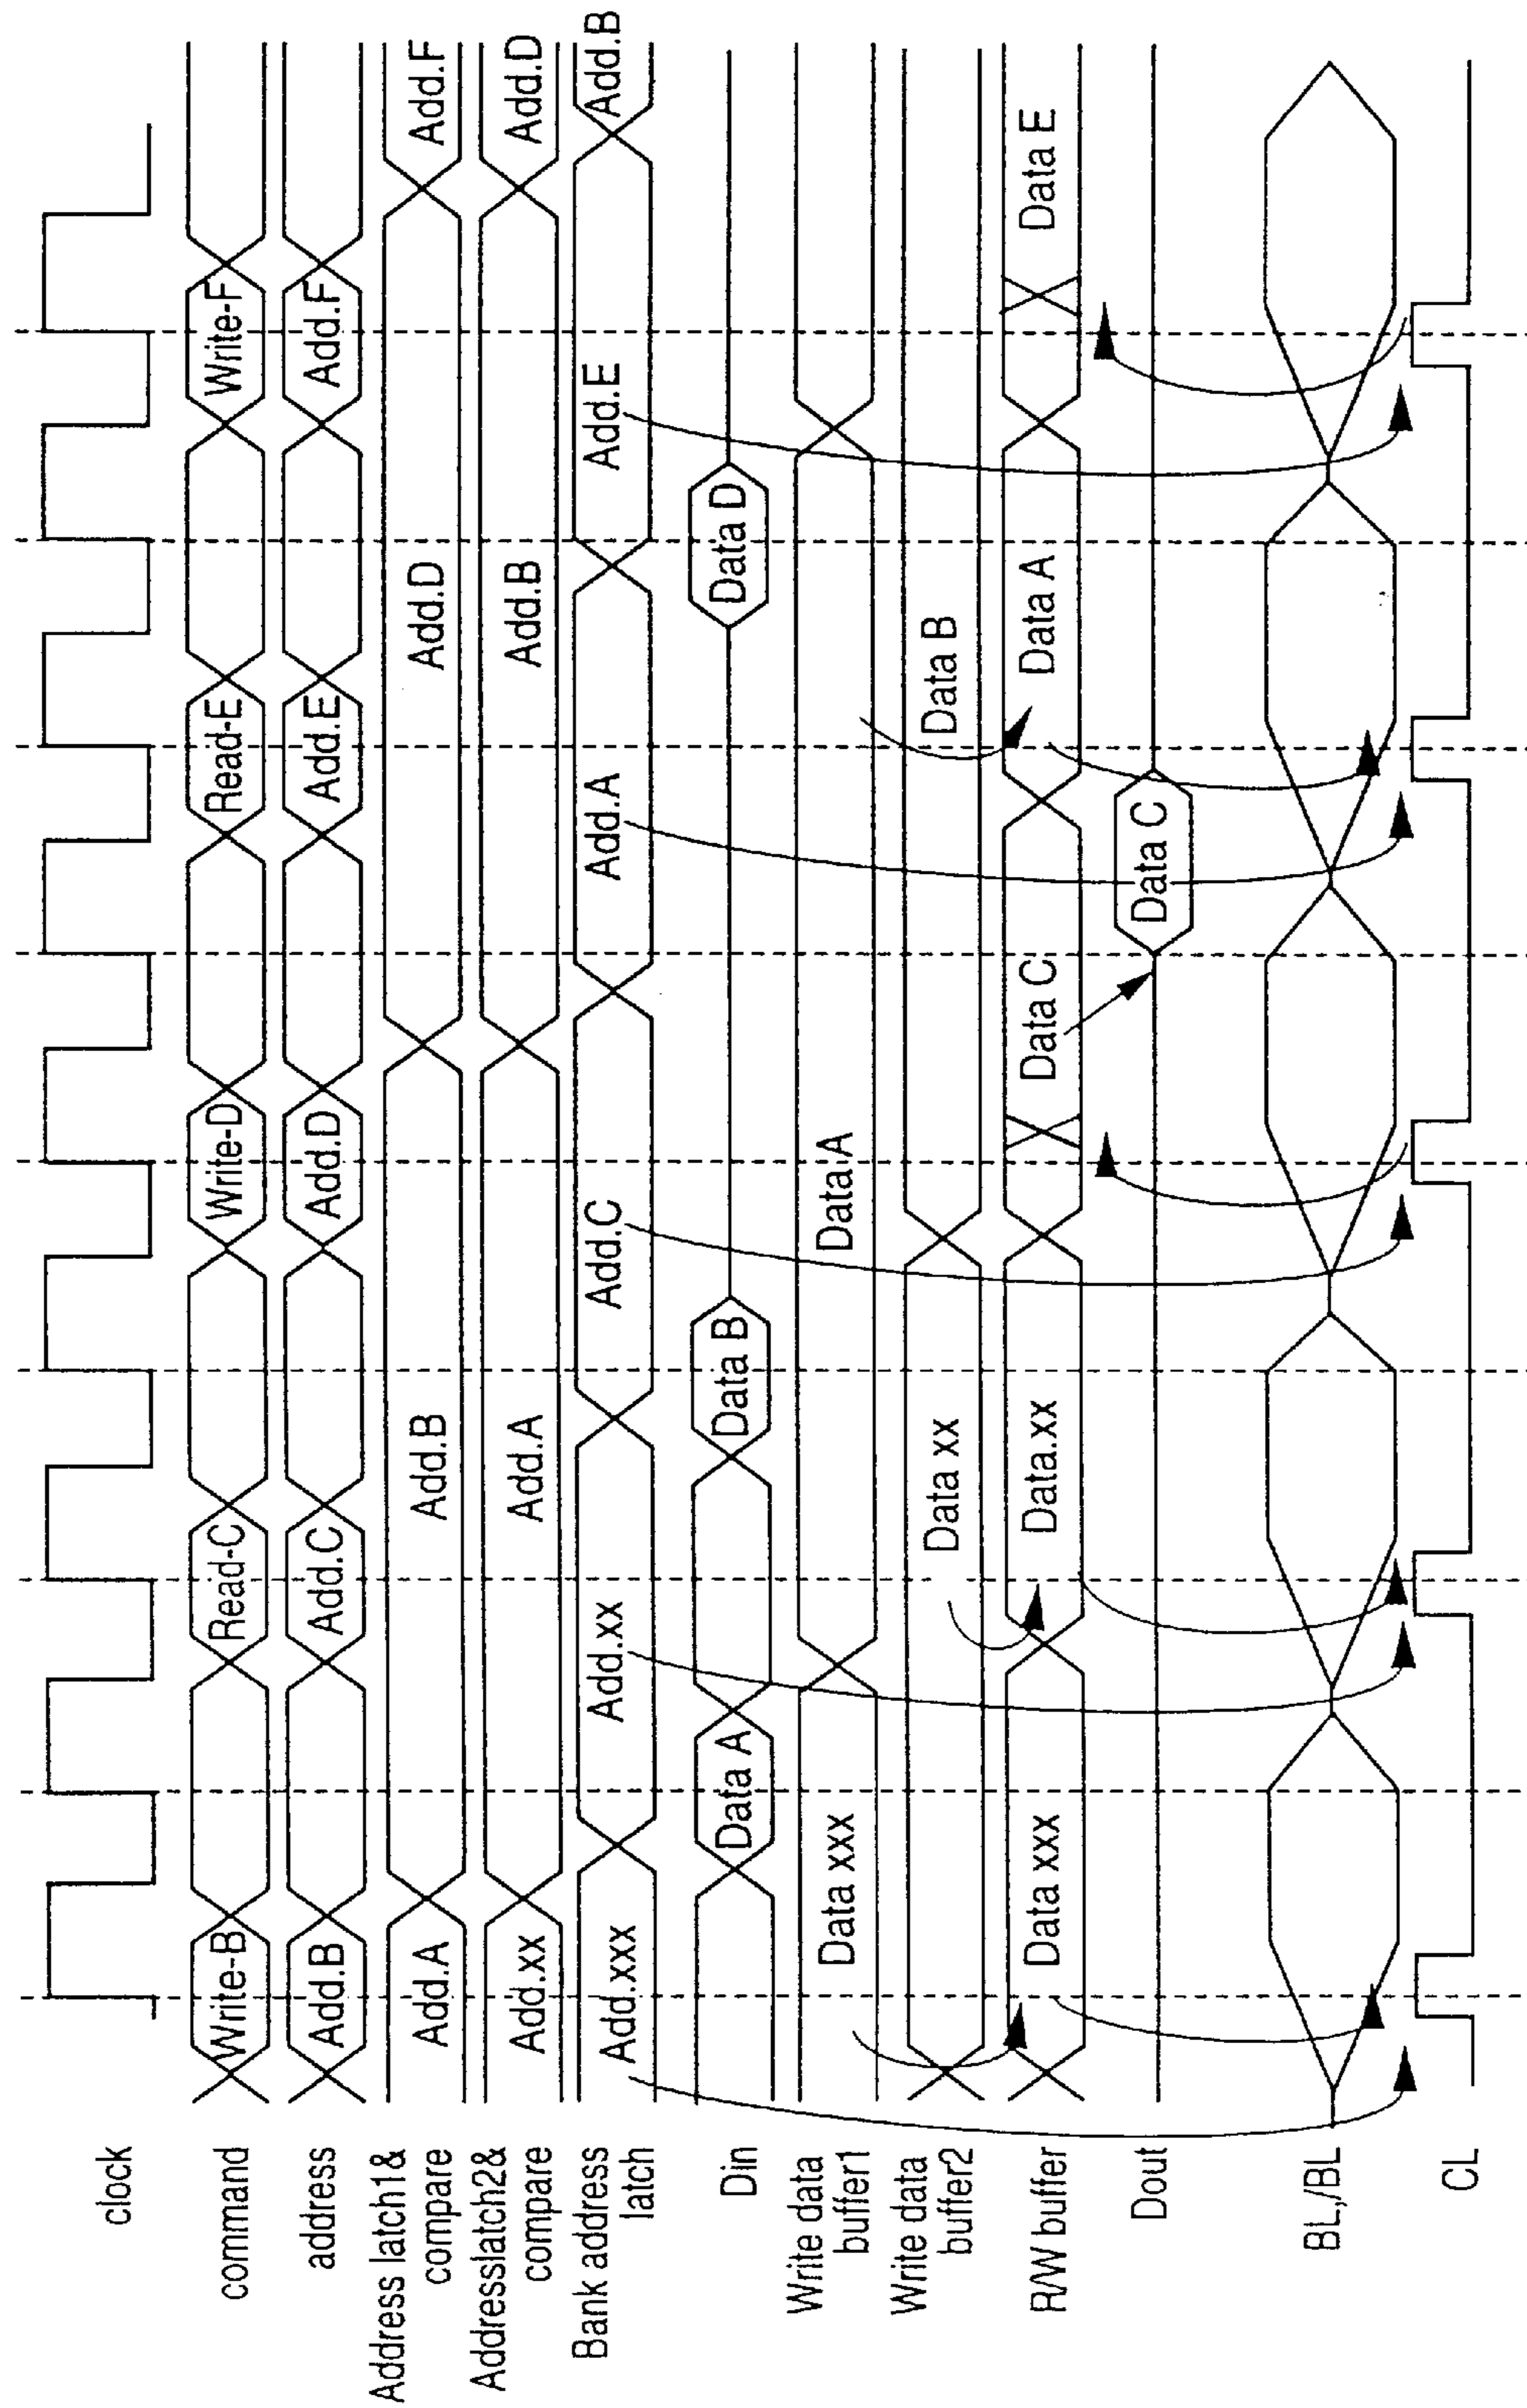 clock
command
Write-B
Read-C
Write-D
Read-E
Write-F
address
Add.B
Add.C
Add.D
Add.E
Add.F
Address latch1&
compare
Add.A
Add.B
Add.D
Add.F
Addresslatch2&
compare
Add.xx
Add.A
Add.B
Add.D
Bank address
latch
Add.xxx
Add.xx
Add.C
Add.A
Add.E
Add.B
Din
Data A
Data B
Data D
Write data
buffer1
Data xxx
Data A
Write data
buffer2
Data xx
Data B
R/W buffer
Data xxx
Data.xx
Data C
Data A
Data E
Dout
Data C
BL,/BL
CL